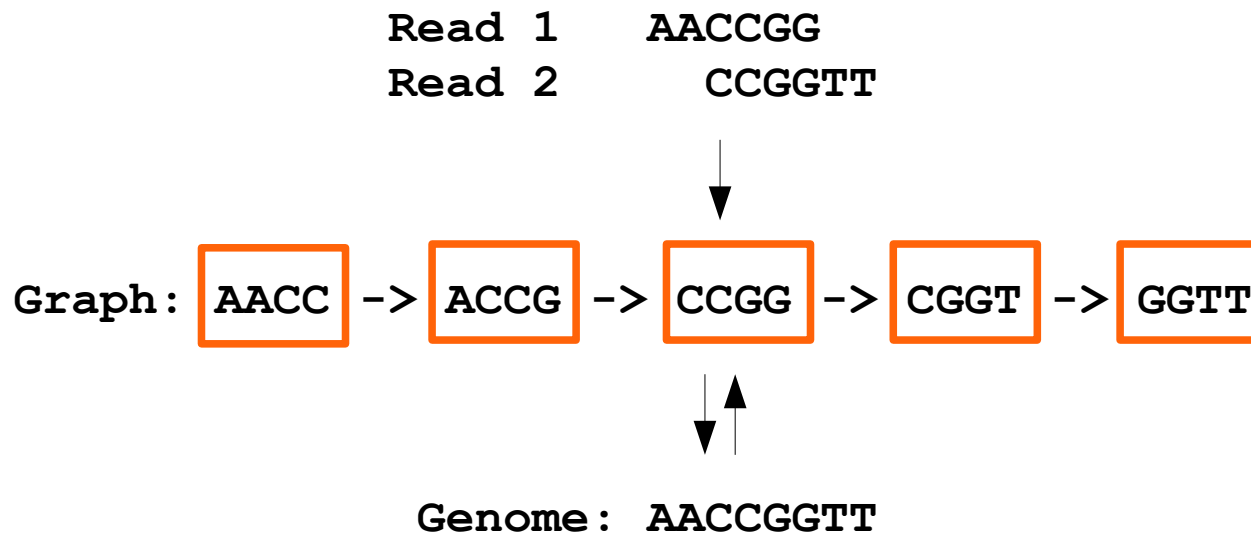 Read 1 AACCGG
Read 2 CCGGTT
Graph: AACC -> ACCG -> CCGG -> CGGT -> GGTT
Genome: AACCGGTT